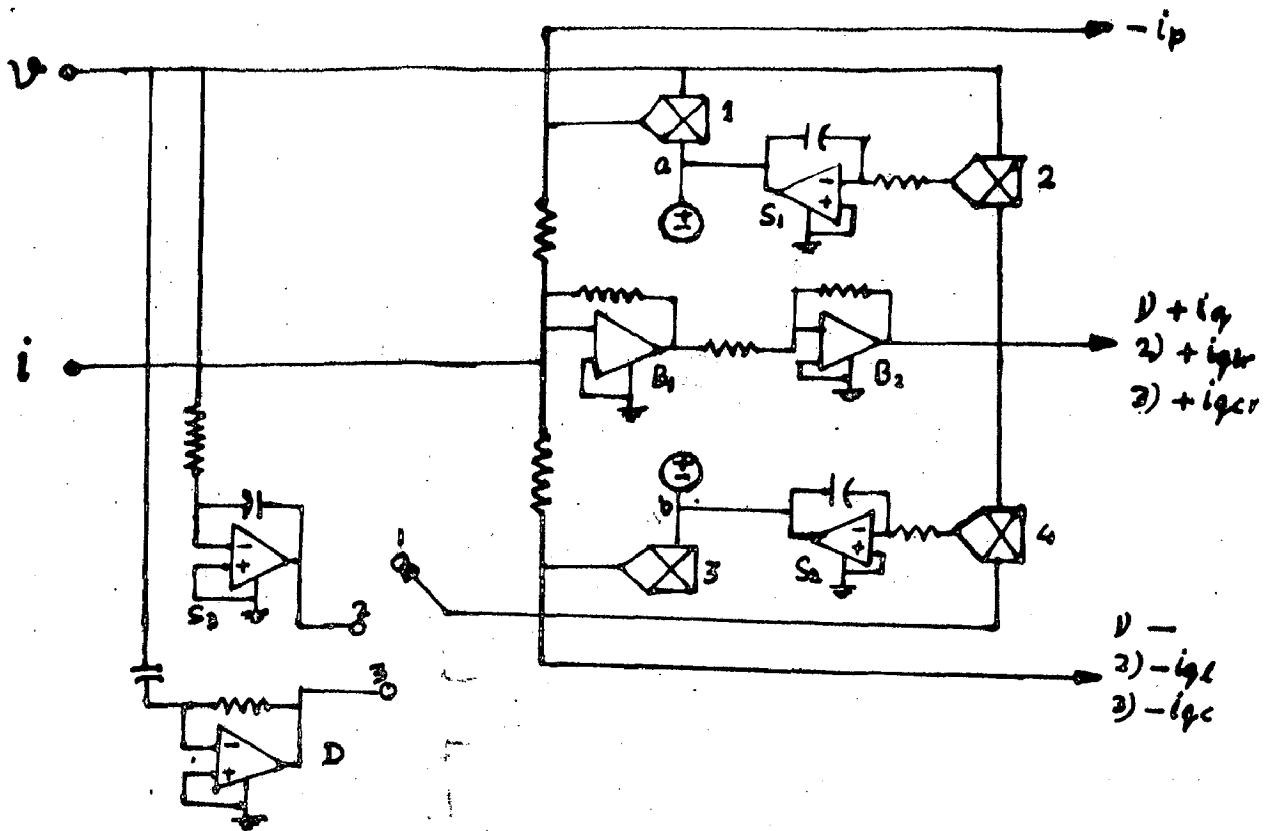 - ip
v
1
a
2
S1
i
B1
B2
1) + iq
2) + iqlr
3) + iqcr
b
1
3
S2
4
S3
2
3
D
1) -
2) - iql
3) - iqc